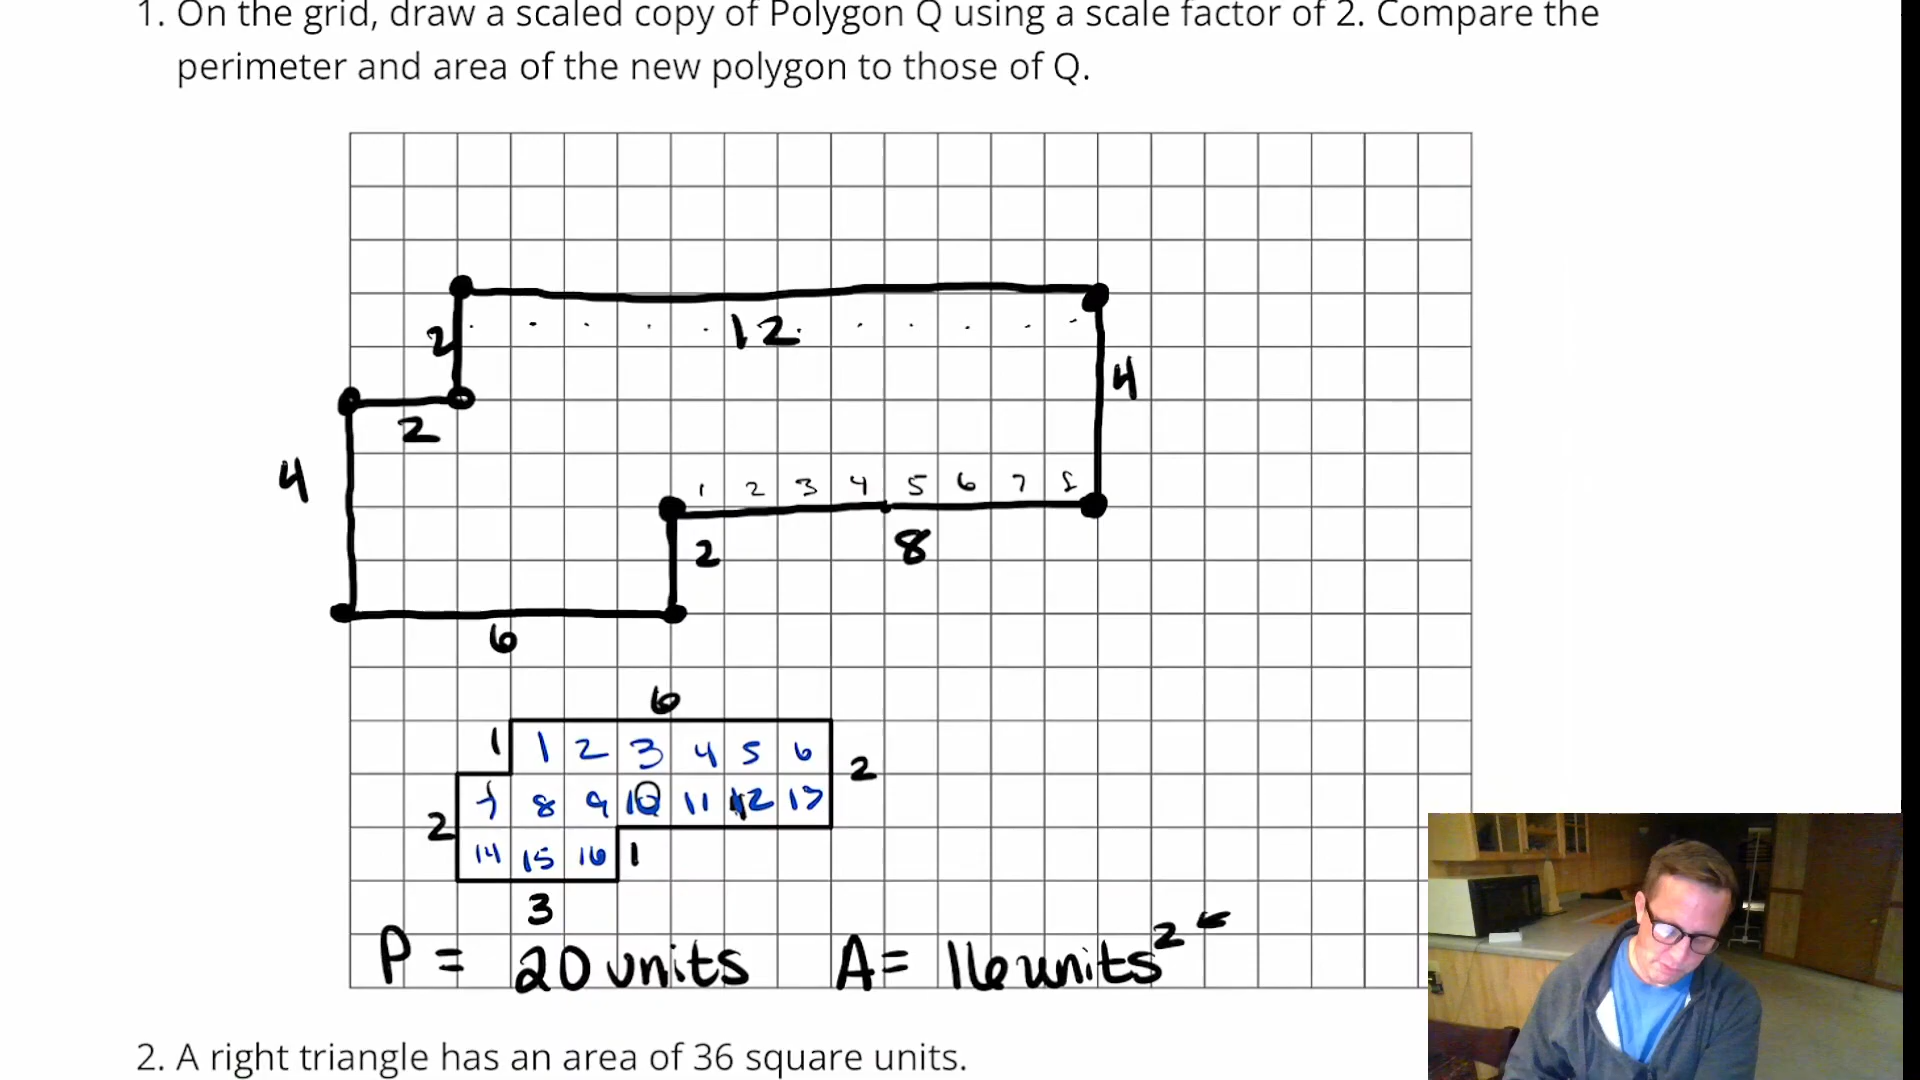 1. On the grid, draw a scaled copy of Polygon Q using a scale factor of 2. Compare the
perimeter and area of the new polygon to those of Q.
2
12
4
2
4
1 2 3 4 5 6 7 8
2
8
6
6
1
1 2 3 4 5 6
2
7 8 9 10 11 12 13
Q
2
14 15 16
1
3
P = 20 units A = 16 units²
2. A right triangle has an area of 36 square units.